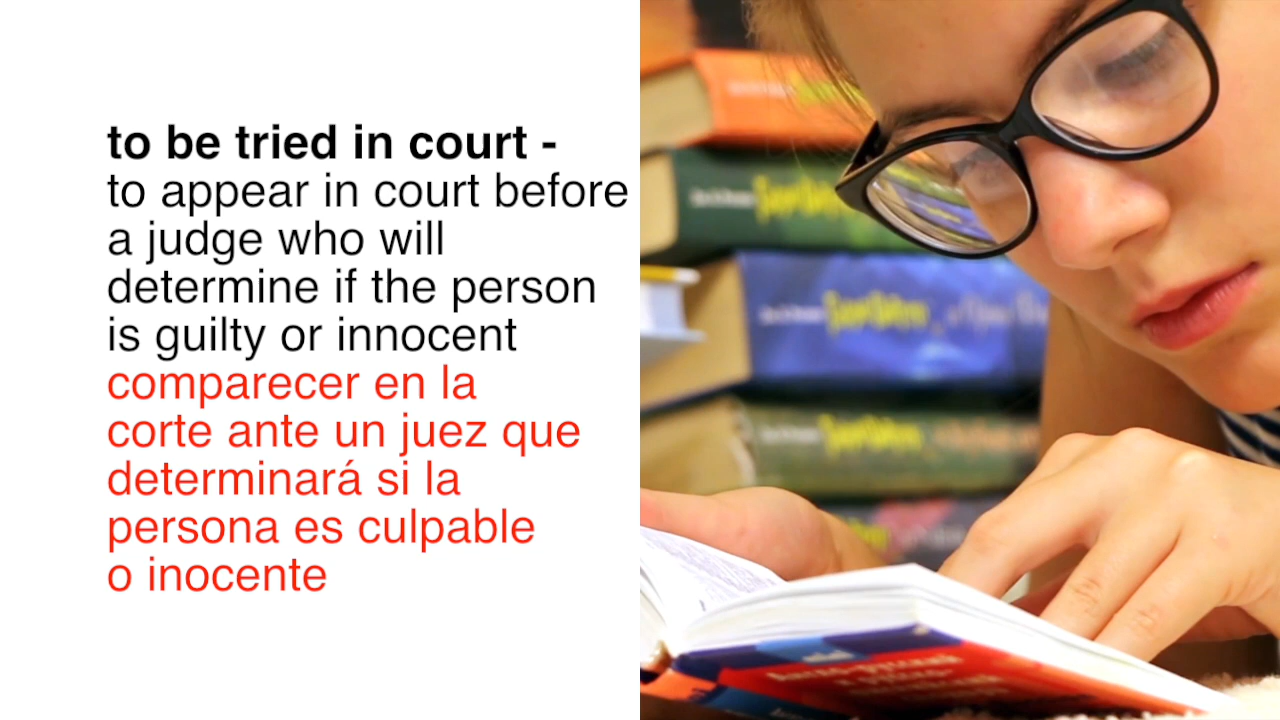 to be tried in court -
to appear in court before
a judge who will
determine if the person
is guilty or innocent
comparecer en la
corte ante un juez que
determinará si la
persona es culpable
o inocente